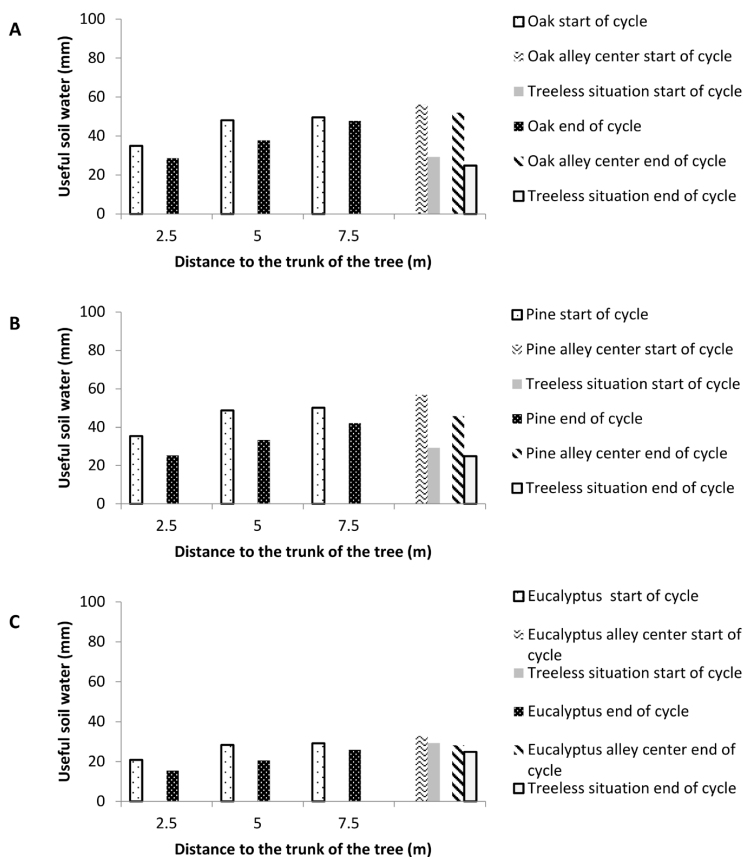 A
100
80
60
40
20
0
Useful soil water (mm)
2.5 5 7.5
Distance to the trunk of the tree (m)
Oak start of cycle
Oak alley center start of cycle
Treeless situation start of cycle
Oak end of cycle
Oak alley center end of cycle
Treeless situation end of cycle
B
100
80
60
40
20
0
Useful soil water (mm)
2.5 5 7.5
Distance to the trunk of the tree (m)
Pine start of cycle
Pine alley center start of cycle
Treeless situation start of cycle
Pine end of cycle
Pine alley center end of cycle
Treeless situation end of cycle
C
100
80
60
40
20
0
Useful soil water (mm)
2.5 5 7.5
Distance to the trunk of the tree (m)
Eucalyptus start of cycle
Eucalyptus alley center start of
cycle
Treeless situation start of cycle
Eucalyptus end of cycle
Eucalyptus alley center end of
cycle
Treeless situation end of cycle